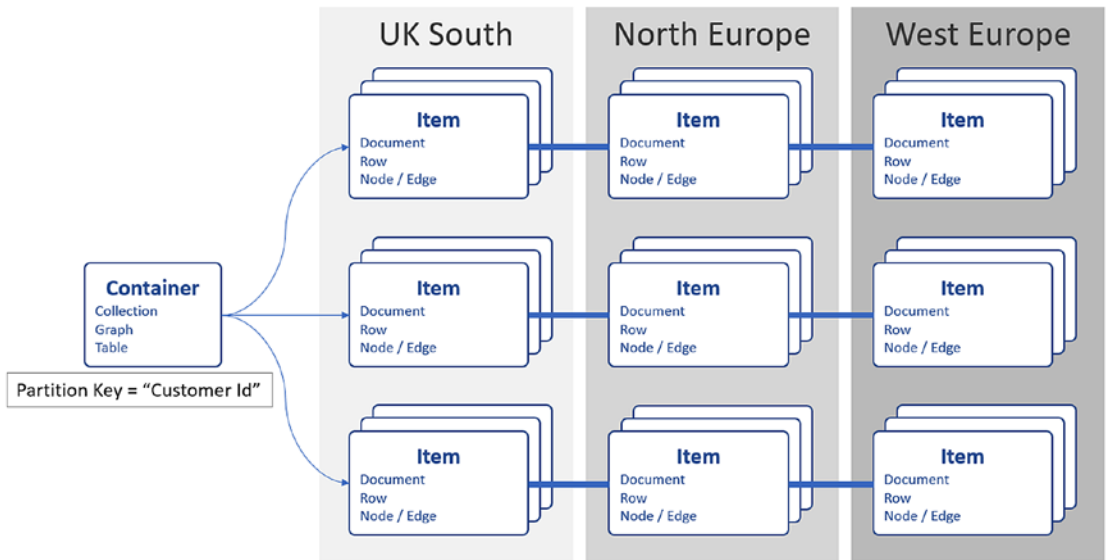 UK South
North Europe
West Europe
Item
Document
Row
Node / Edge
Item
Document
Row
Node / Edge
Item
Document
Row
Node / Edge
Container
Collection
Graph
Table
Partition Key = “Customer Id”
Item
Document
Row
Node / Edge
Item
Document
Row
Node / Edge
Item
Document
Row
Node / Edge
Item
Document
Row
Node / Edge
Item
Document
Row
Node / Edge
Item
Document
Row
Node / Edge